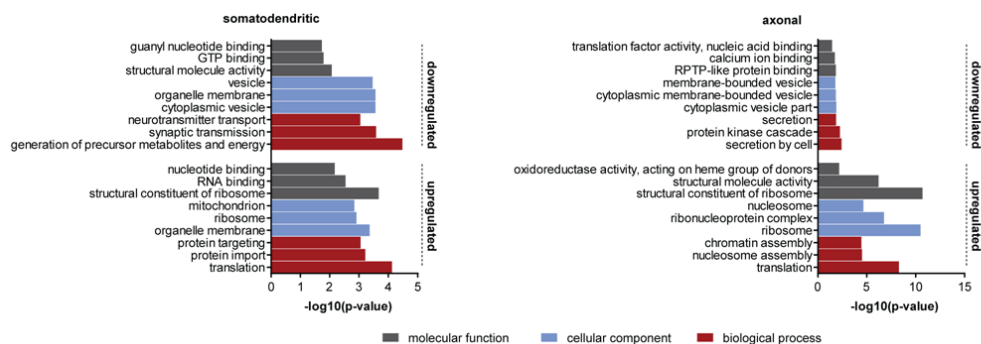 somatodendritic
guanyl nucleotide binding
GTP binding
structural molecule activity
vesicle
organelle membrane
cytoplasmic vesicle
neurotransmitter transport
synaptic transmission
generation of precursor metabolites and energy
downregulated
nucleotide binding
RNA binding
structural constituent of ribosome
mitochondrion
ribosome
organelle membrane
protein targeting
protein import
translation
upregulated
0 1 2 3 4 5
-log10(p-value)
axonal
translation factor activity, nucleic acid binding
calcium ion binding
RPTP-like protein binding
membrane-bounded vesicle
cytoplasmic membrane-bounded vesicle
cytoplasmic vesicle part
secretion
protein kinase cascade
secretion by cell
downregulated
oxidoreductase activity, acting on heme group of donors
structural molecule activity
structural constituent of ribosome
nucleosome
ribonucleoprotein complex
ribosome
chromatin assembly
nucleosome assembly
translation
upregulated
0 5 10 15
-log10(p-value)
molecular function cellular component biological process